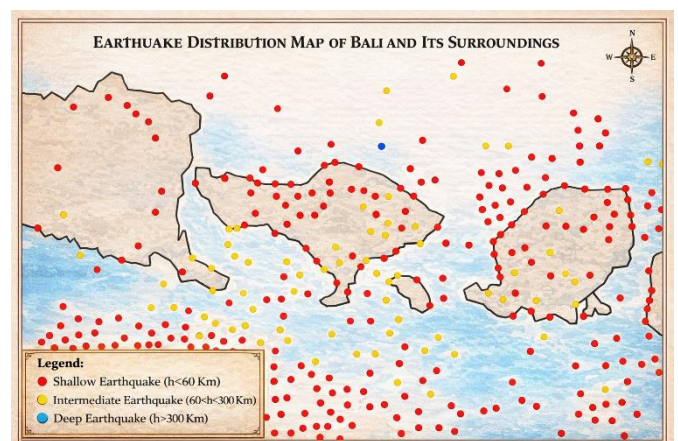 EARTHUAKE DISTRIBUTION MAP OF BALI AND ITS SURROUNDINGS
N
W E
S
Legend:
Shallow Earthquake (h<60 Km)
Intermediate Earthquake (60<h<300 Km)
Deep Earthquake (h>300 Km)